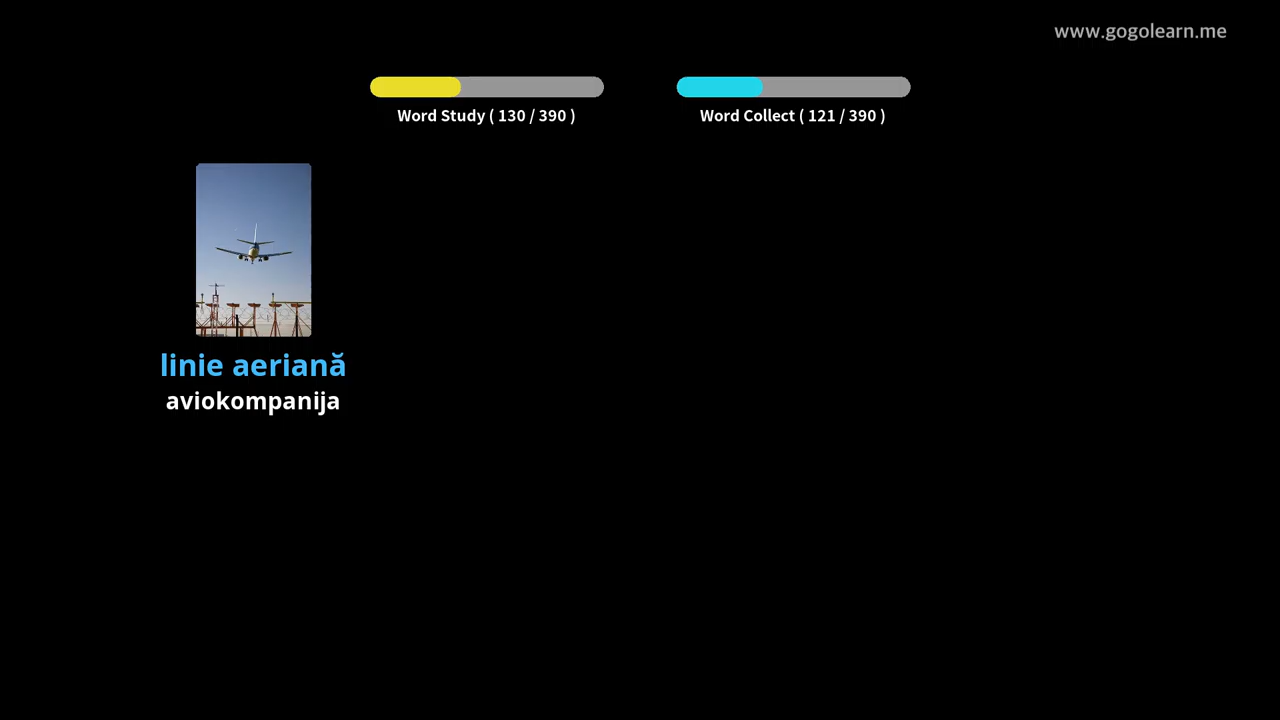 www.gogolearn.me
Word Study ( 130 / 390 )
Word Collect ( 121 / 390 )
linie aeriană
aviokompanija